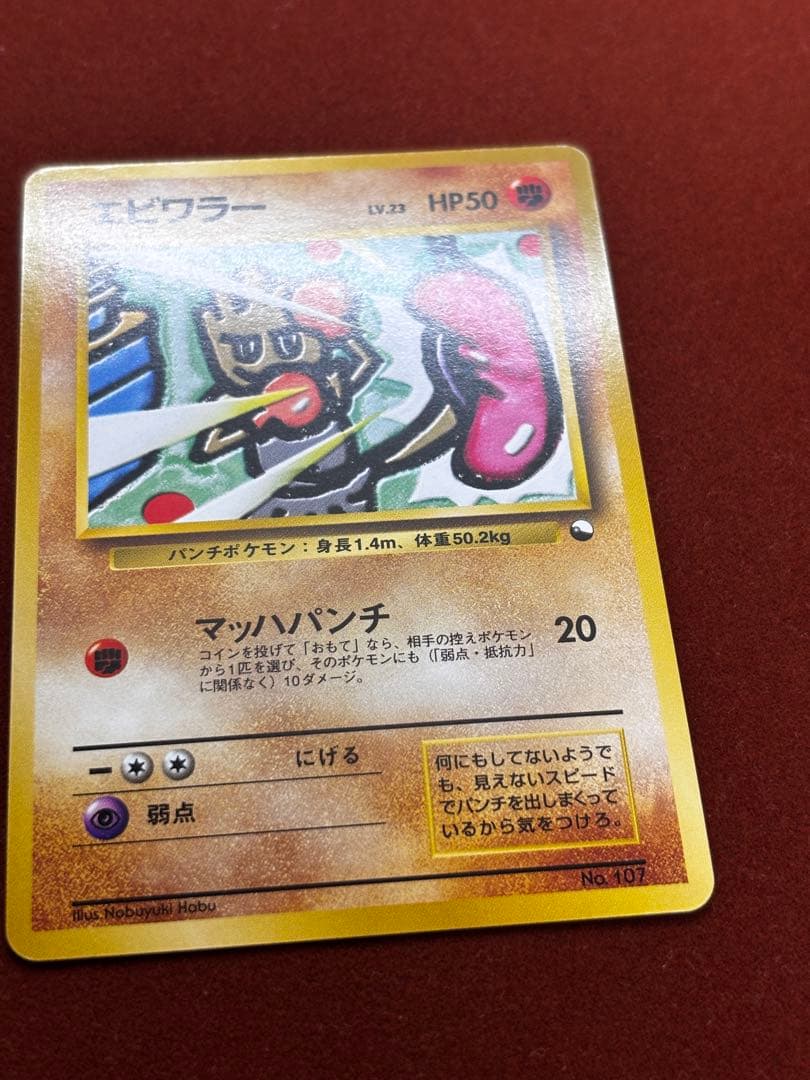 エビワラー LV.23 HP50
パンチポケモン：身長1.4m、体重50.2kg
マッハパンチ 20
コインを投げて「おもて」なら、相手の控えポケモン
から1匹を選び、そのポケモンにも（「弱点・抵抗力」
に関係なく）10ダメージ。
にげる
弱点
何にもしてないようで
も、見えないスピード
でパンチを出しまくって
いるから気をつけろ。
Illus. Nobuyuki Habu
No. 107